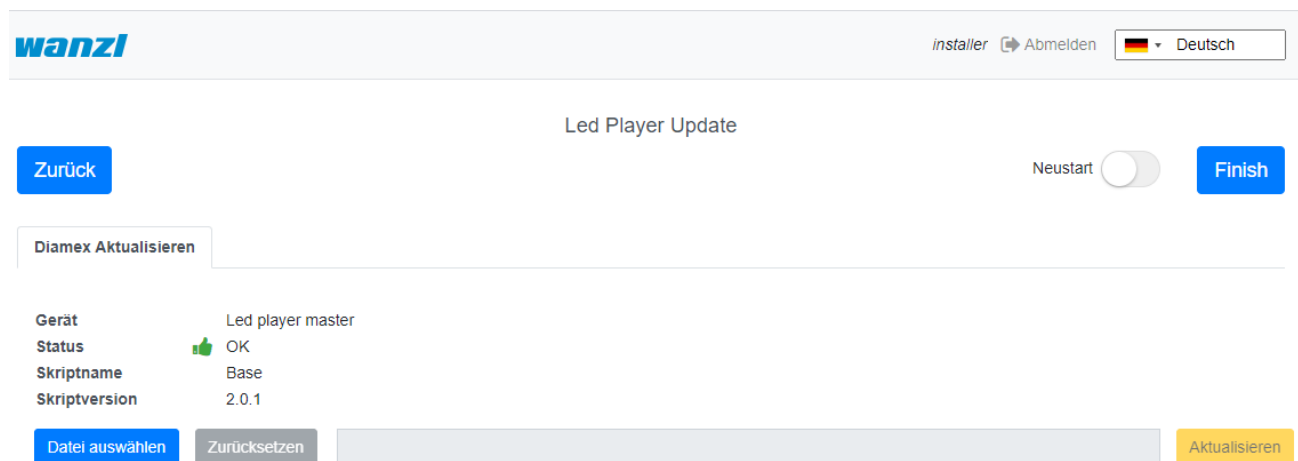 wanzl
installer Abmelden Deutsch
Led Player Update
Zurück Neustart Finish
Diamex Aktualisieren
Gerät Led player master
Status OK
Skriptname Base
Skriptversion 2.0.1
Datei auswählen Zurücksetzen Aktualisieren